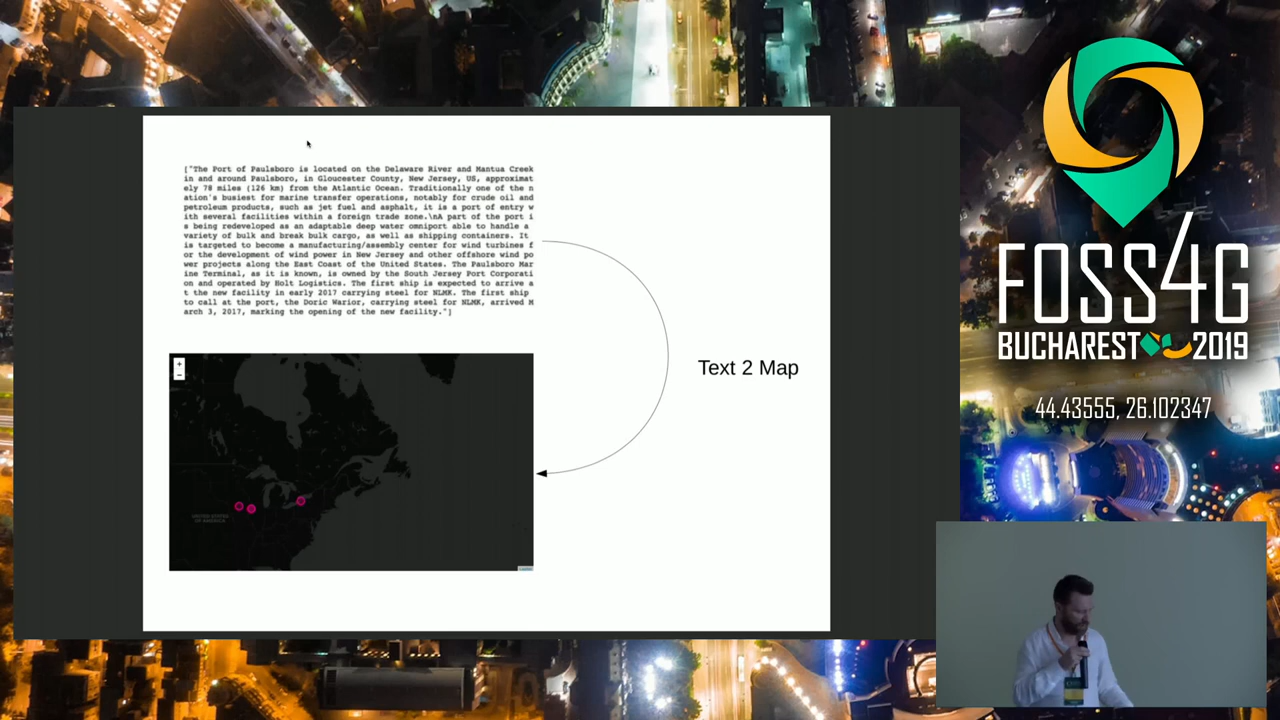 ["The Port of Paulsboro is located on the Delaware River and Mantua Creek
in and around Paulsboro, in Gloucester County, New Jersey, US, approximat
ely 78 miles (126 km) from the Atlantic Ocean. Traditionally one of the n
ation's busiest for marine transfer operations, notably for crude oil and
petroleum products, such as jet fuel and asphalt, it is a port of entry w
ith several facilities within a foreign trade zone.\nA part of the port i
s being redeveloped as an adaptable deep water omniport able to handle a
variety of bulk and break bulk cargo, as well as shipping containers. It
is targeted to become a manufacturing/assembly center for wind turbines f
or the development of wind power in New Jersey and other offshore wind po
wer projects along the East Coast of the United States. The Paulsboro Mar
ine Terminal, as it is known, is owned by the South Jersey Port Corporati
on and operated by Holt Logistics. The first ship is expected to arrive a
t the new facility in early 2017 carrying steel for NLMK. The first ship
to call at the port, the Doric Warior, carrying steel for NLMK, arrived M
arch 3, 2017, marking the opening of the new facility."]
+
−
UNITED STATES
OF AMERICA
Text 2 Map
FOSS4G
BUCHAREST 2019
44.43555, 26.102347